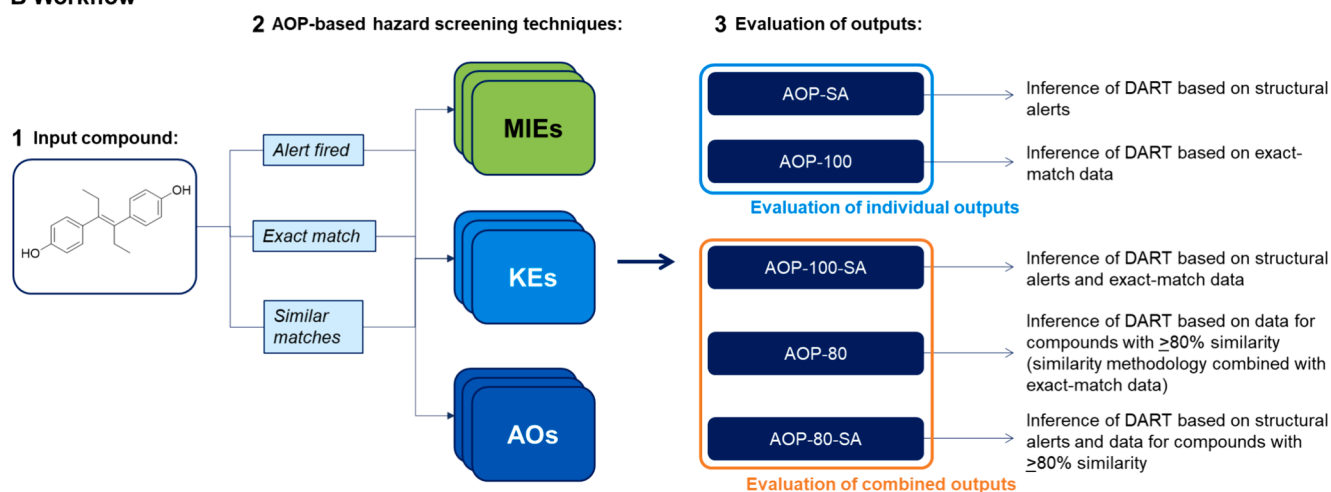 B Workflow
2 AOP-based hazard screening techniques:
3 Evaluation of outputs:
1 Input compound:
OH
HO
Alert fired
Exact match
Similar
matches
MIEs
KEs
AOs
AOP-SA
Inference of DART based on structural
alerts
AOP-100
Inference of DART based on exact-
match data
Evaluation of individual outputs
AOP-100-SA
Inference of DART based on structural
alerts and exact-match data
AOP-80
Inference of DART based on data for
compounds with ≥80% similarity
(similarity methodology combined with
exact-match data)
AOP-80-SA
Inference of DART based on structural
alerts and data for compounds with
≥80% similarity
Evaluation of combined outputs